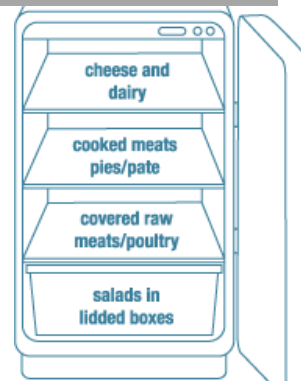 cheese and
dairy
cooked meats
pies/pate
covered raw
meats/poultry
salads in
lidded boxes